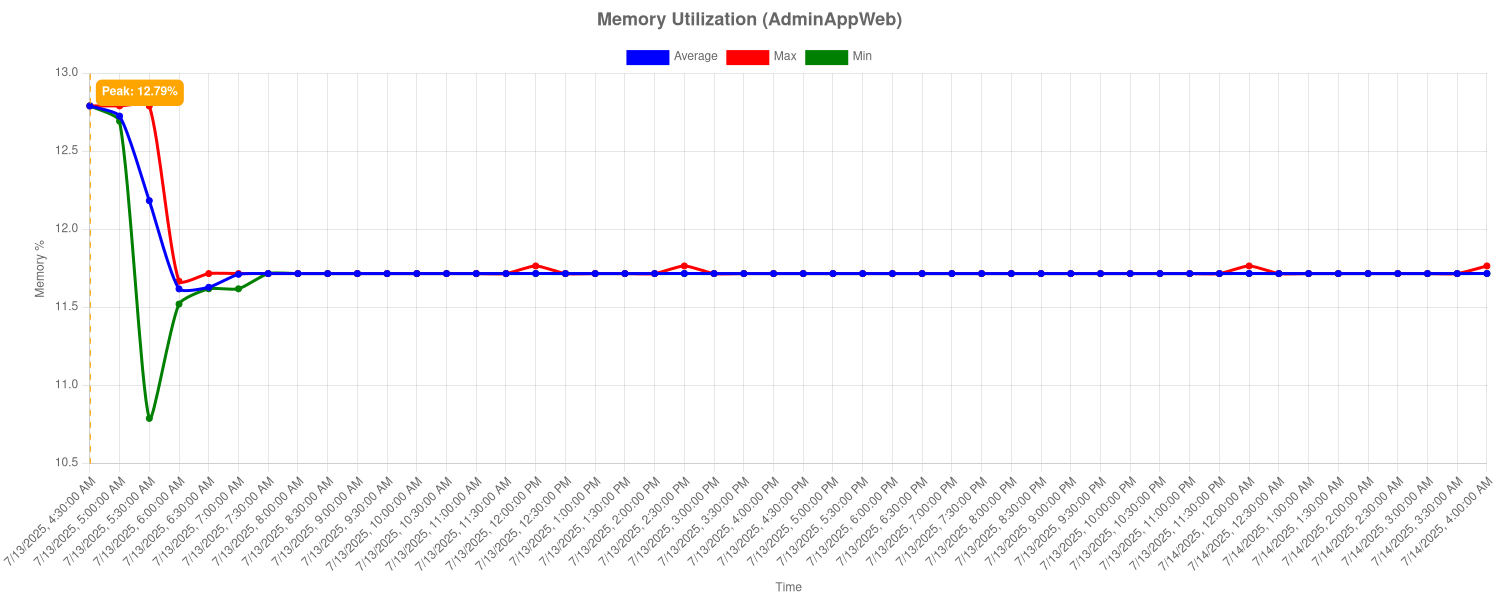 Memory Utilization (AdminAppWeb)
Average Max Min
13.0
Peak: 12.79%
12.5
12.0
Memory %
11.5
11.0
10.5
7/13/2025, 4:30:00 AM
7/13/2025, 5:00:00 AM
7/13/2025, 5:30:00 AM
7/13/2025, 6:00:00 AM
7/13/2025, 6:30:00 AM
7/13/2025, 7:00:00 AM
7/13/2025, 7:30:00 AM
7/13/2025, 8:00:00 AM
7/13/2025, 8:30:00 AM
7/13/2025, 9:00:00 AM
7/13/2025, 9:30:00 AM
7/13/2025, 10:00:00 AM
7/13/2025, 10:30:00 AM
7/13/2025, 11:00:00 AM
7/13/2025, 11:30:00 AM
7/13/2025, 12:00:00 PM
7/13/2025, 12:30:00 PM
7/13/2025, 1:00:00 PM
7/13/2025, 1:30:00 PM
7/13/2025, 2:00:00 PM
7/13/2025, 2:30:00 PM
7/13/2025, 3:00:00 PM
7/13/2025, 3:30:00 PM
7/13/2025, 4:00:00 PM
7/13/2025, 4:30:00 PM
7/13/2025, 5:00:00 PM
7/13/2025, 5:30:00 PM
7/13/2025, 6:00:00 PM
7/13/2025, 6:30:00 PM
7/13/2025, 7:00:00 PM
7/13/2025, 7:30:00 PM
7/13/2025, 8:00:00 PM
7/13/2025, 8:30:00 PM
7/13/2025, 9:00:00 PM
7/13/2025, 9:30:00 PM
7/13/2025, 10:00:00 PM
7/13/2025, 10:30:00 PM
7/13/2025, 11:00:00 PM
7/13/2025, 11:30:00 PM
7/14/2025, 12:00:00 AM
7/14/2025, 12:30:00 AM
7/14/2025, 1:00:00 AM
7/14/2025, 1:30:00 AM
7/14/2025, 2:00:00 AM
7/14/2025, 2:30:00 AM
7/14/2025, 3:00:00 AM
7/14/2025, 3:30:00 AM
7/14/2025, 4:00:00 AM
Time